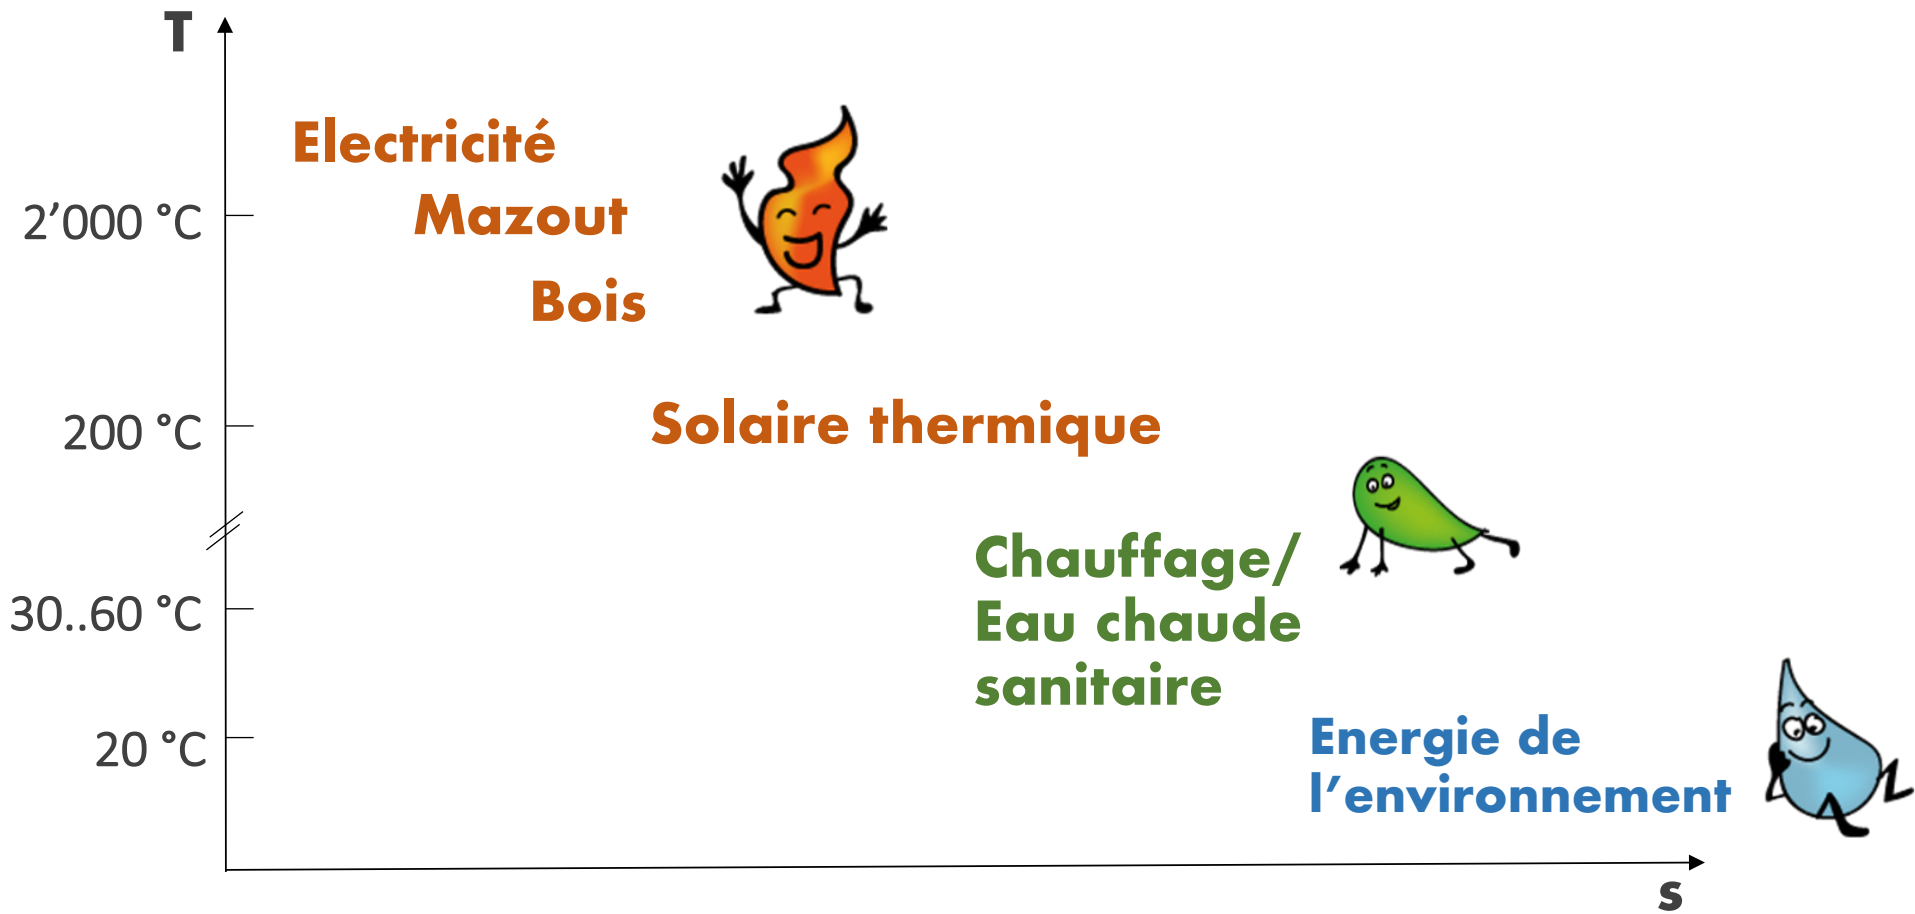 T
Electricité
2’000 °C
Mazout
Bois
200 °C
Solaire thermique
Chauffage/
30..60 °C
Eau chaude
sanitaire
20 °C
Energie de
l’environnement
s